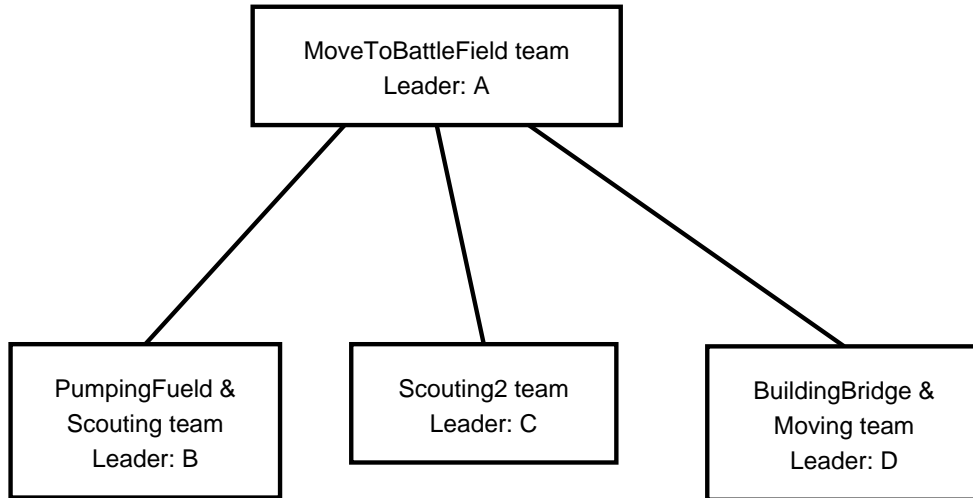 MoveToBattleField team
Leader: A
PumpingFueld &
Scouting team
Leader: B
Scouting2 team
Leader: C
BuildingBridge &
Moving team
Leader: D